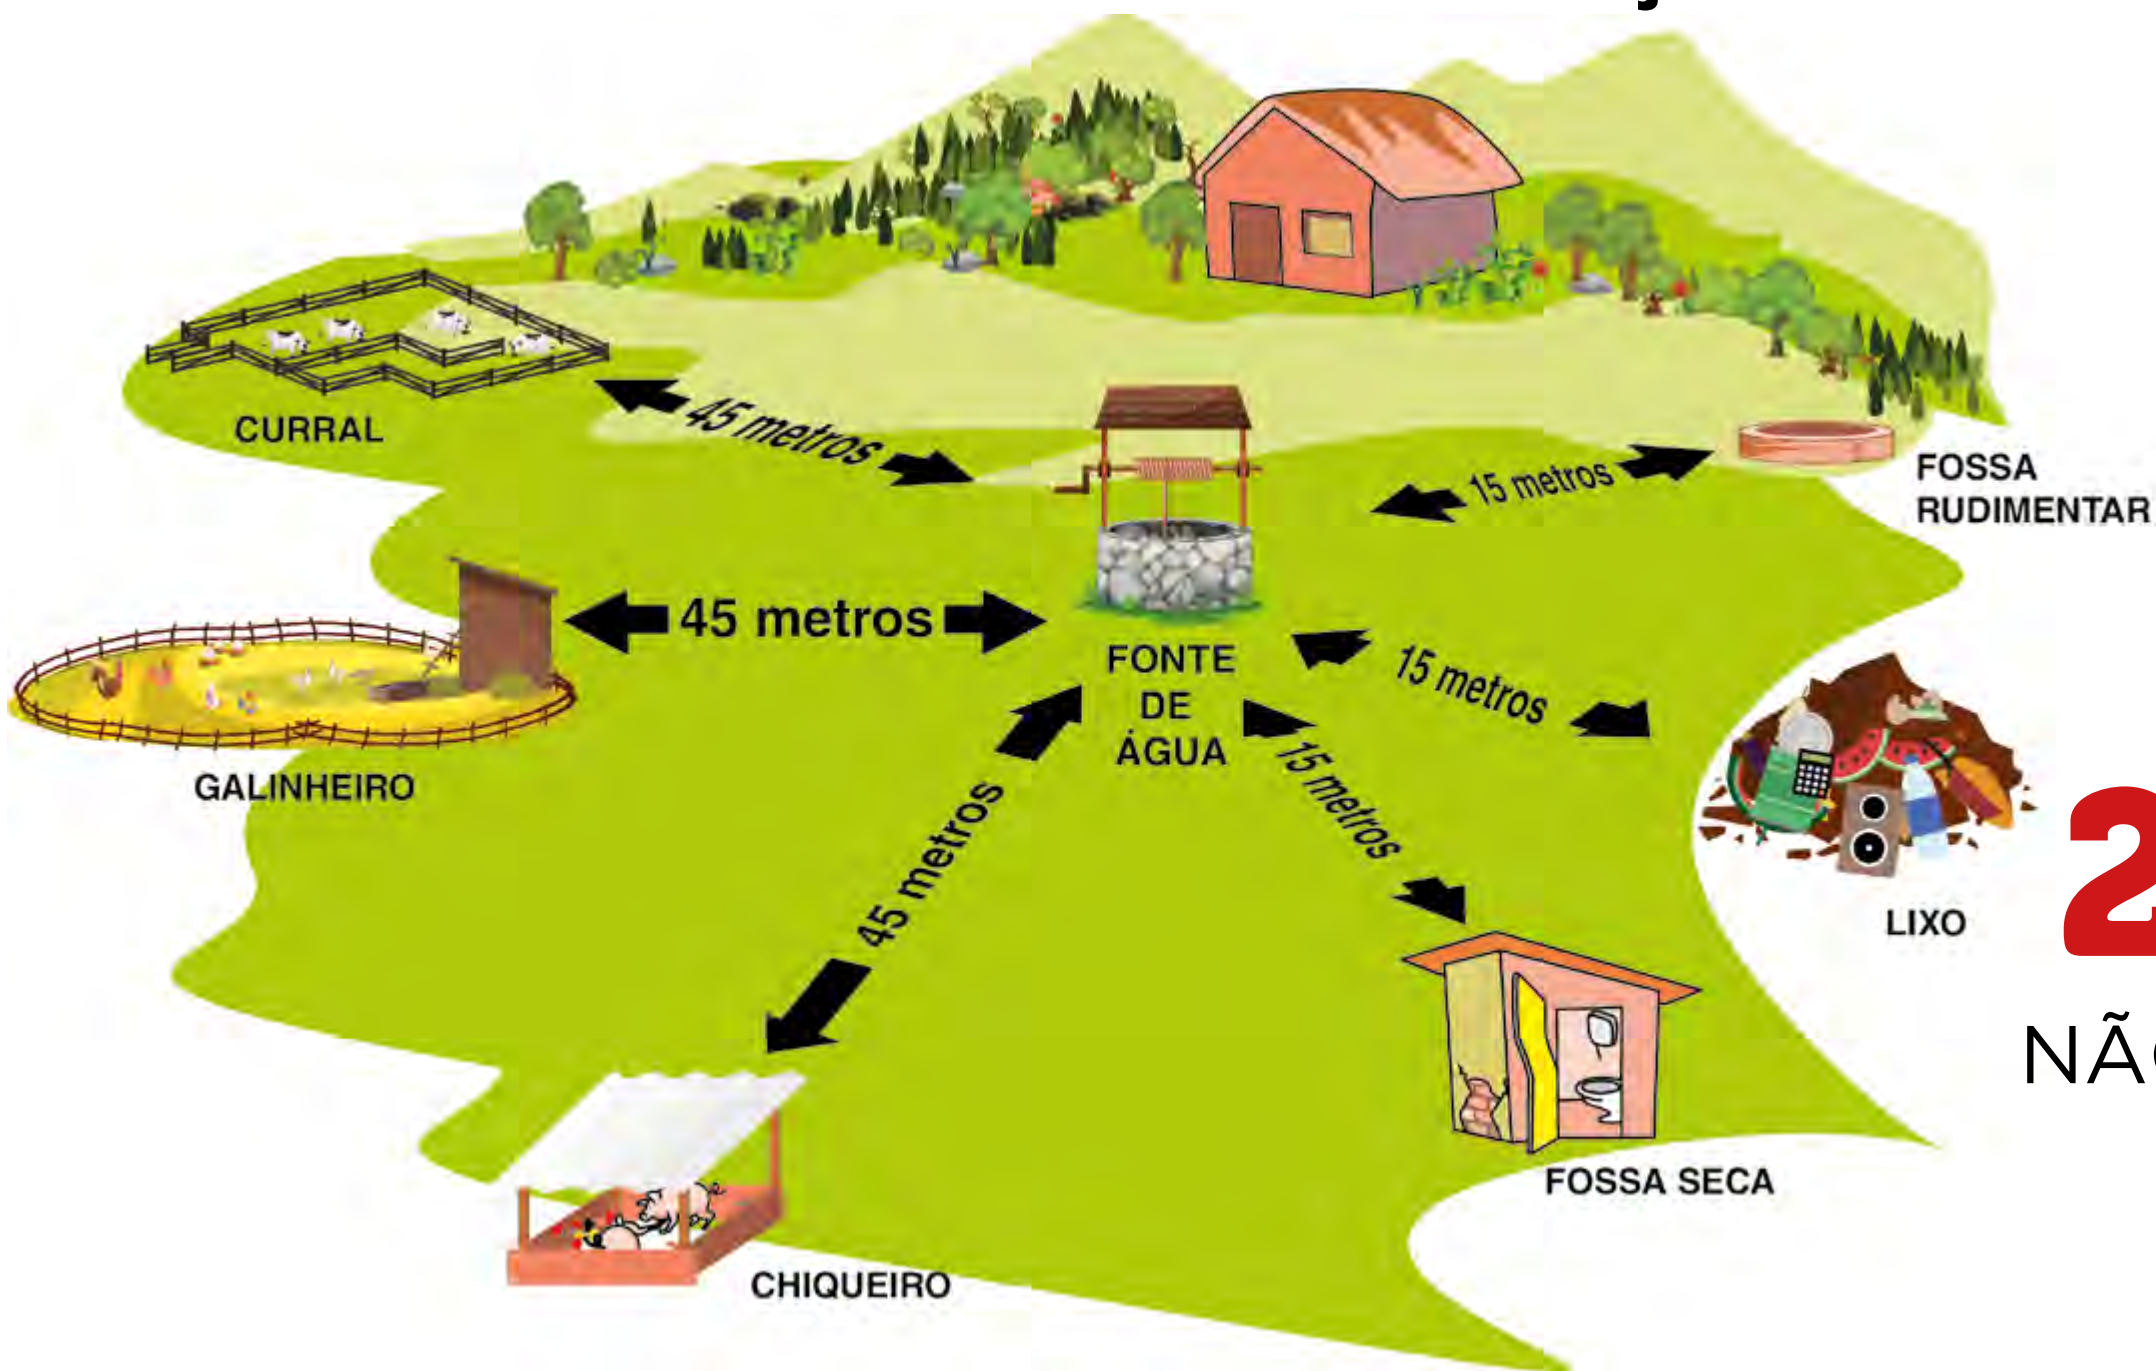 CURRAL
45 metros
15 metros
FOSSA
RUDIMENTAR
45 metros
FONTE
DE
ÁGUA
15 metros
GALINHEIRO
45 metros
15 metros
LIXO
2
NÃ
FOSSA SECA
CHIQUEIRO